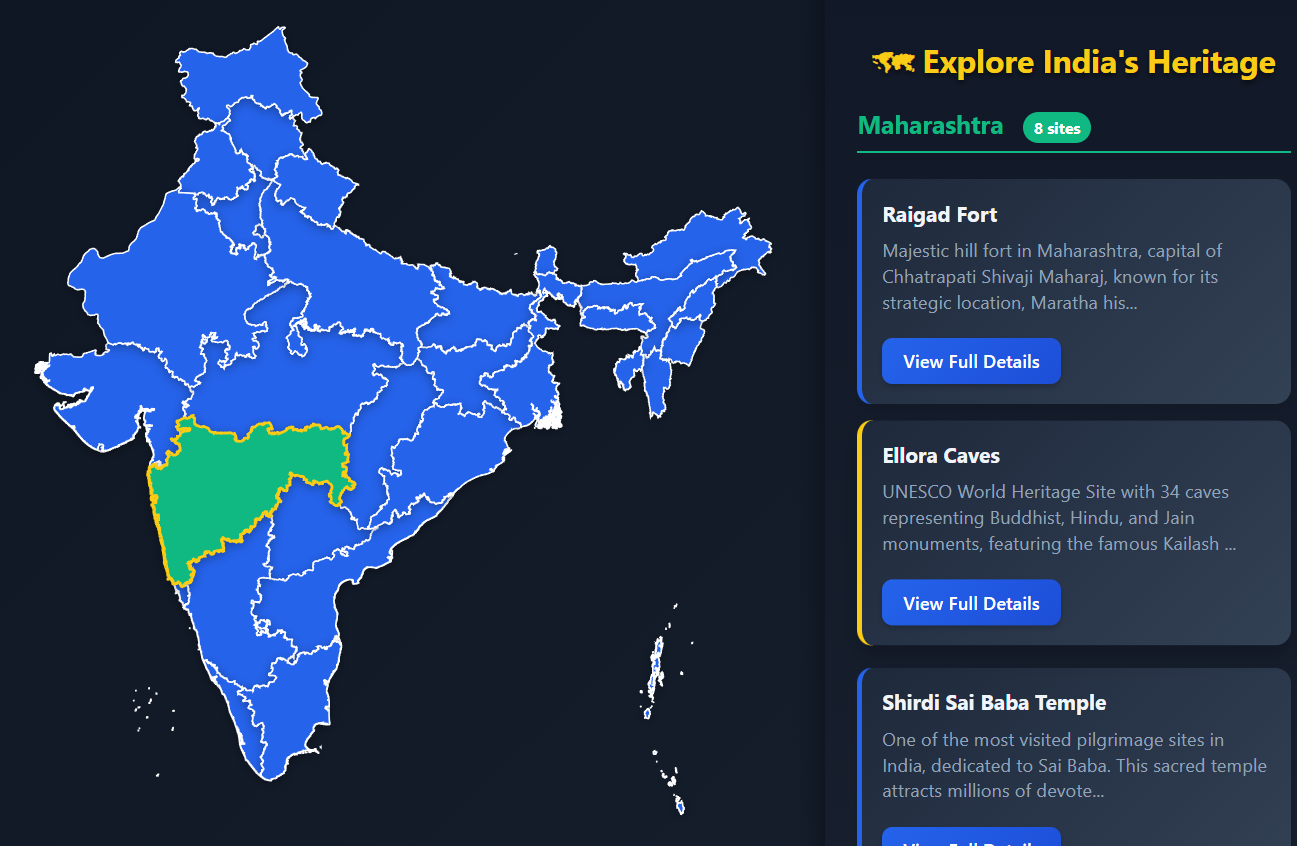 Explore India's Heritage
Maharashtra 8 sites
Raigad Fort
Majestic hill fort in Maharashtra, capital of
Chhatrapati Shivaji Maharaj, known for its
strategic location, Maratha his...
View Full Details
Ellora Caves
UNESCO World Heritage Site with 34 caves
representing Buddhist, Hindu, and Jain
monuments, featuring the famous Kailash ...
View Full Details
Shirdi Sai Baba Temple
One of the most visited pilgrimage sites in
India, dedicated to Sai Baba. This sacred temple
attracts millions of devote...